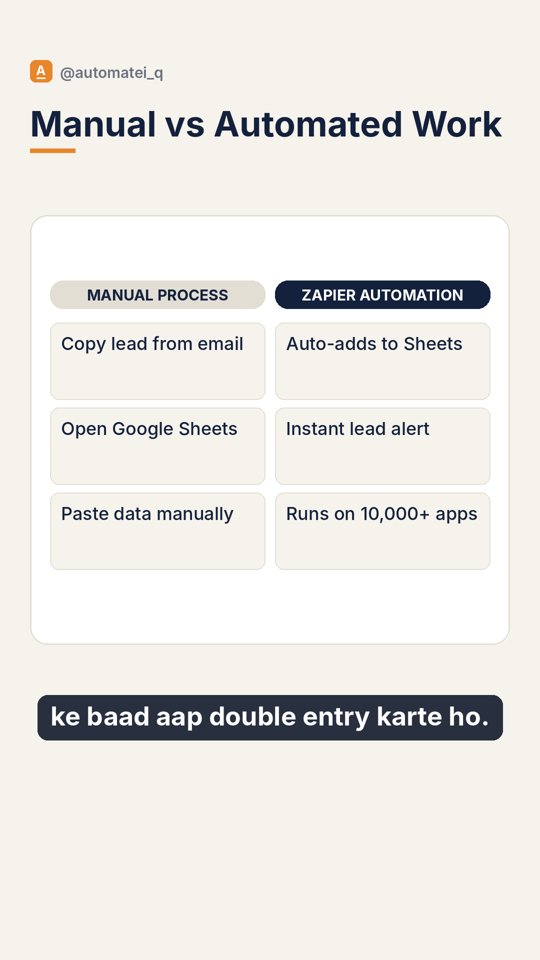 A
@automatei_q
Manual vs Automated Work
MANUAL PROCESS
ZAPIER AUTOMATION
Copy lead from email
Auto-adds to Sheets
Open Google Sheets
Instant lead alert
Paste data manually
Runs on 10,000+ apps
ke baad aap double entry karte ho.